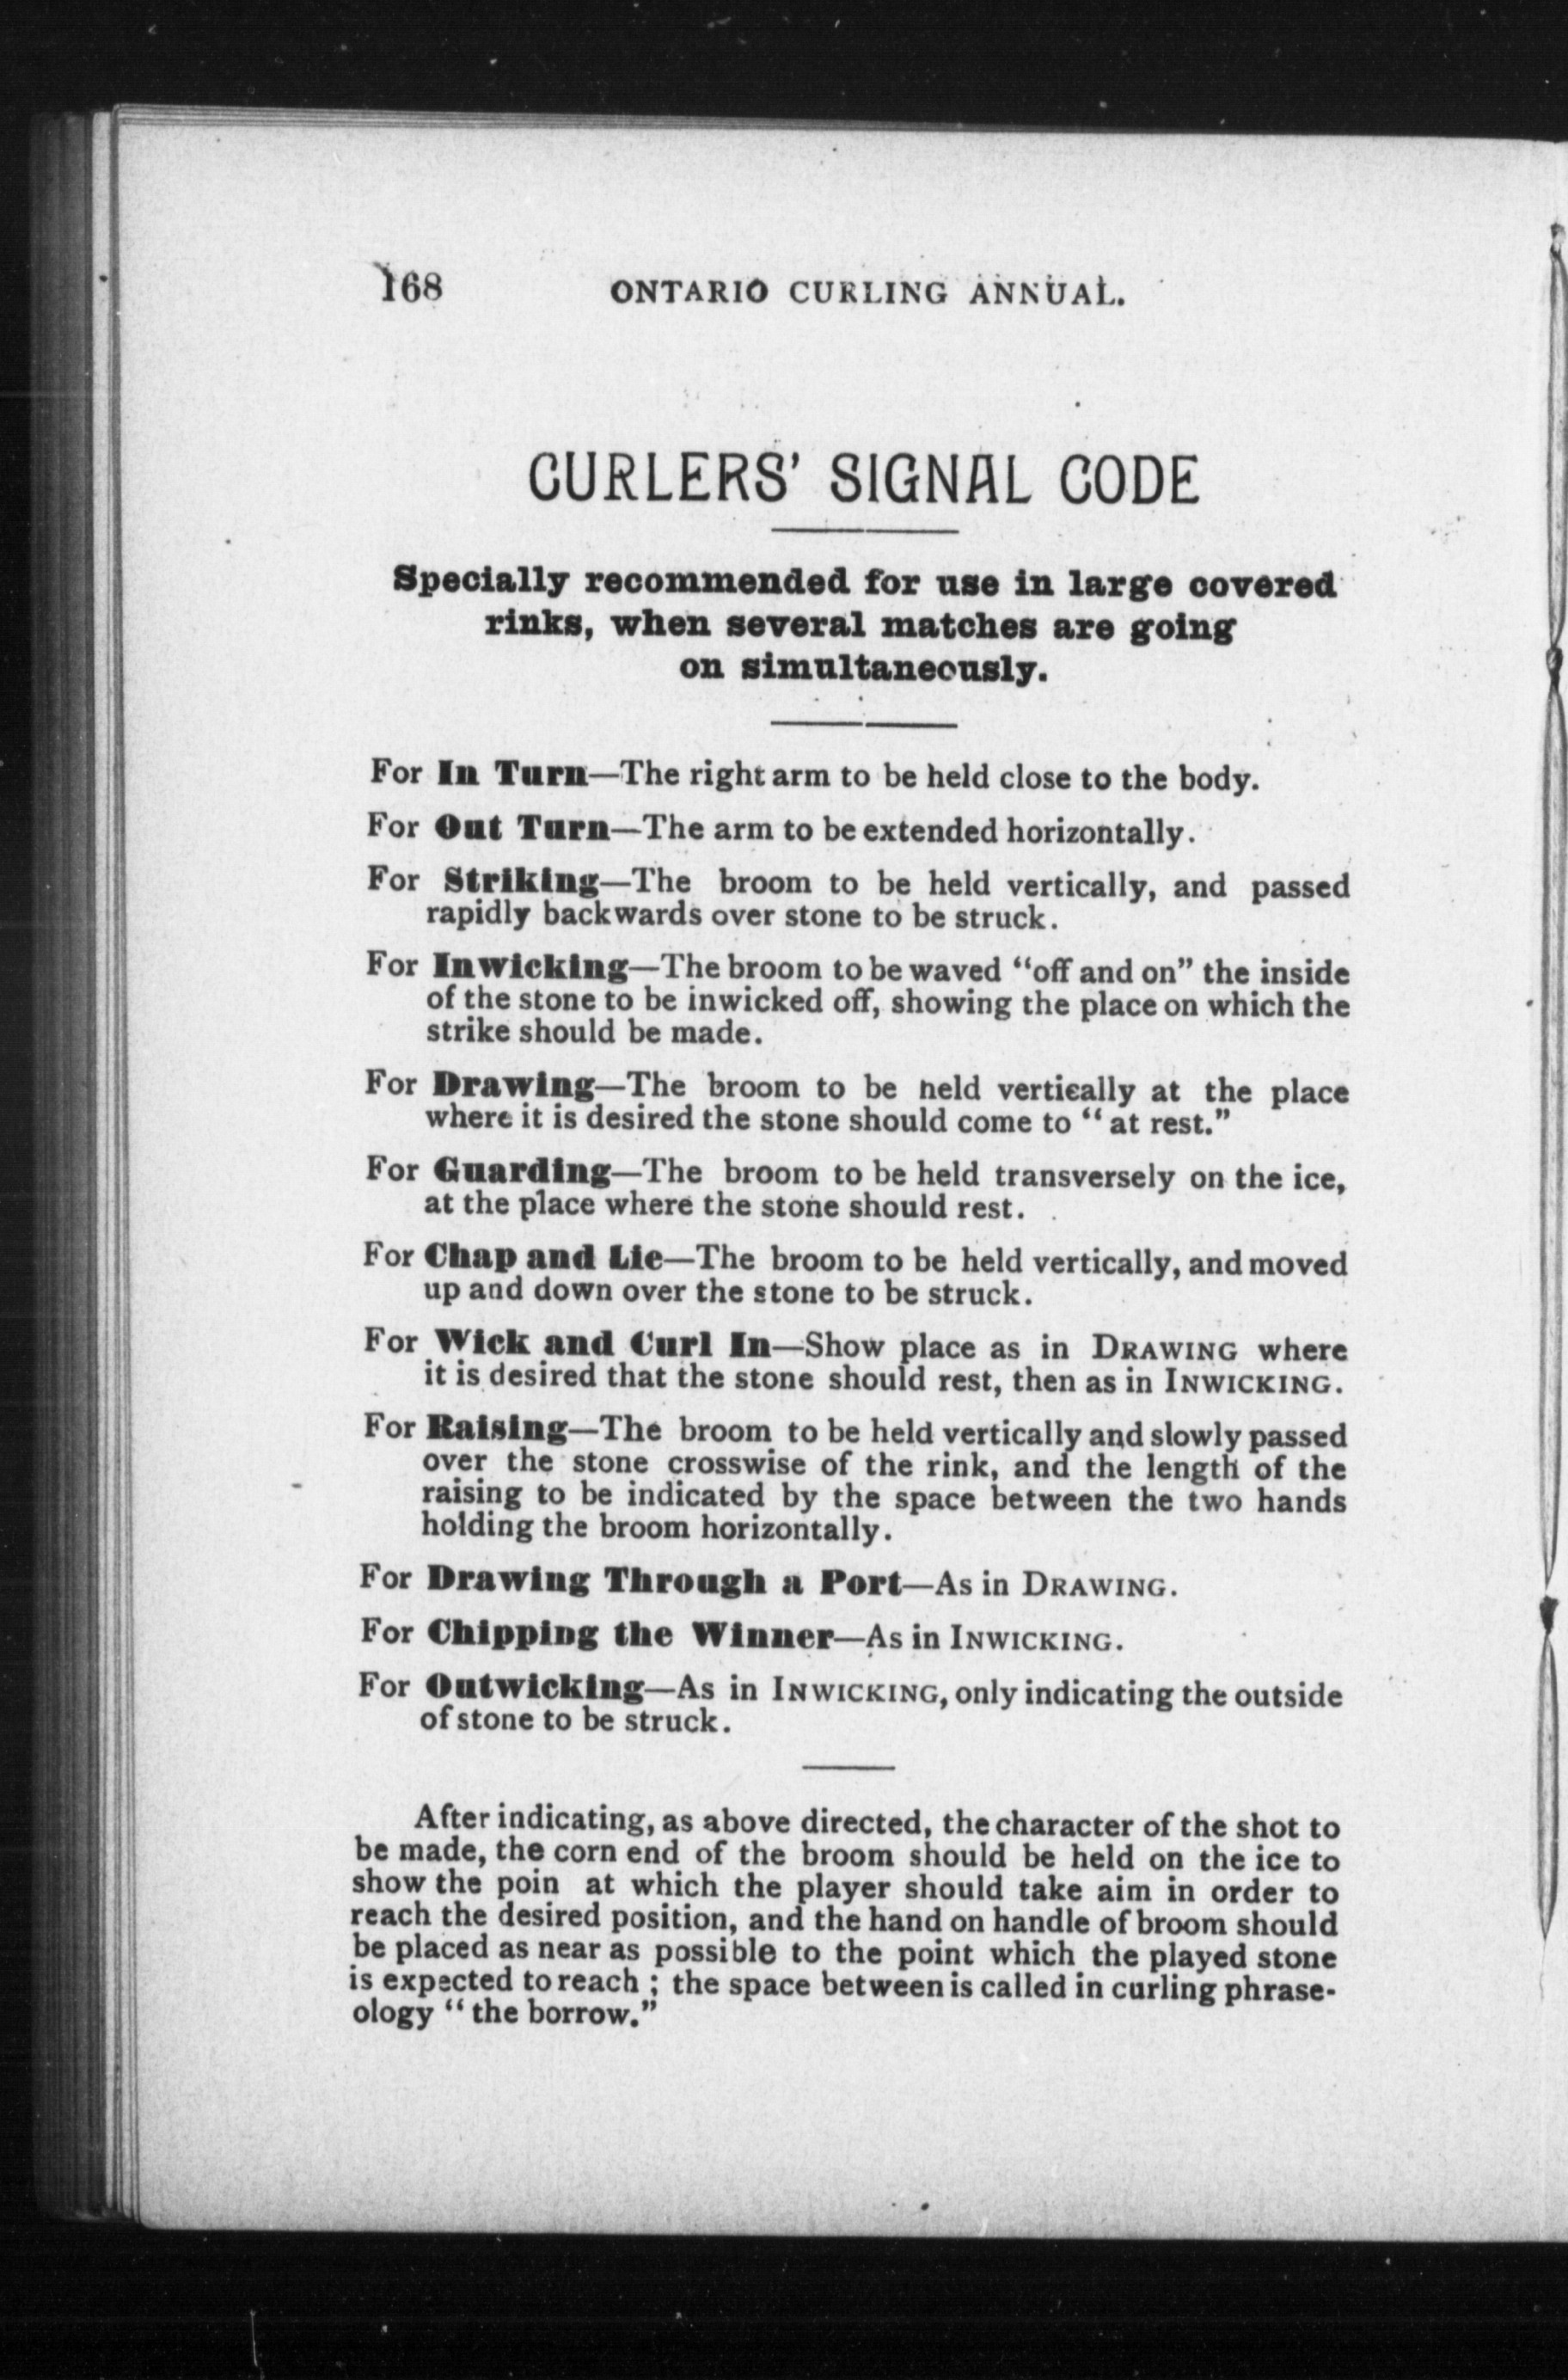 168 ONTARIO CURLING ANNUAL.
CURLERS' SIGNAL CODE
Specially recommended for use in large covered
rinks, when several matches are going
on simultaneously.
For In Turn—The right arm to be held close to the body.
For Out Turn—The arm to be extended horizontally.
For Striking—The broom to be held vertically, and passed
rapidly backwards over stone to be struck.
For Inwicking—The broom to be waved "off and on" the inside
of the stone to be inwicked off, showing the place on which the
strike should be made.
For Drawing—The broom to be held vertically at the place
where it is desired the stone should come to "at rest."
For Guarding—The broom to be held transversely on the ice,
at the place where the stone should rest.
For Chap and Lie—The broom to be held vertically, and moved
up and down over the stone to be struck.
For Wick and Curl In—Show place as in DRAWING where
it is desired that the stone should rest, then as in INWICKING.
For Raising—The broom to be held vertically and slowly passed
over the stone crosswise of the rink, and the length of the
raising to be indicated by the space between the two hands
holding the broom horizontally.
For Drawing Through a Port—As in DRAWING.
For Chipping the Winner—As in INWICKING.
For Outwicking—As in INWICKING, only indicating the outside
of stone to be struck.
After indicating, as above directed, the character of the shot to
be made, the corn end of the broom should be held on the ice to
show the poin at which the player should take aim in order to
reach the desired position, and the hand on handle of broom should
be placed as near as possible to the point which the played stone
is expected to reach ; the space between is called in curling phrase-
ology "the borrow."